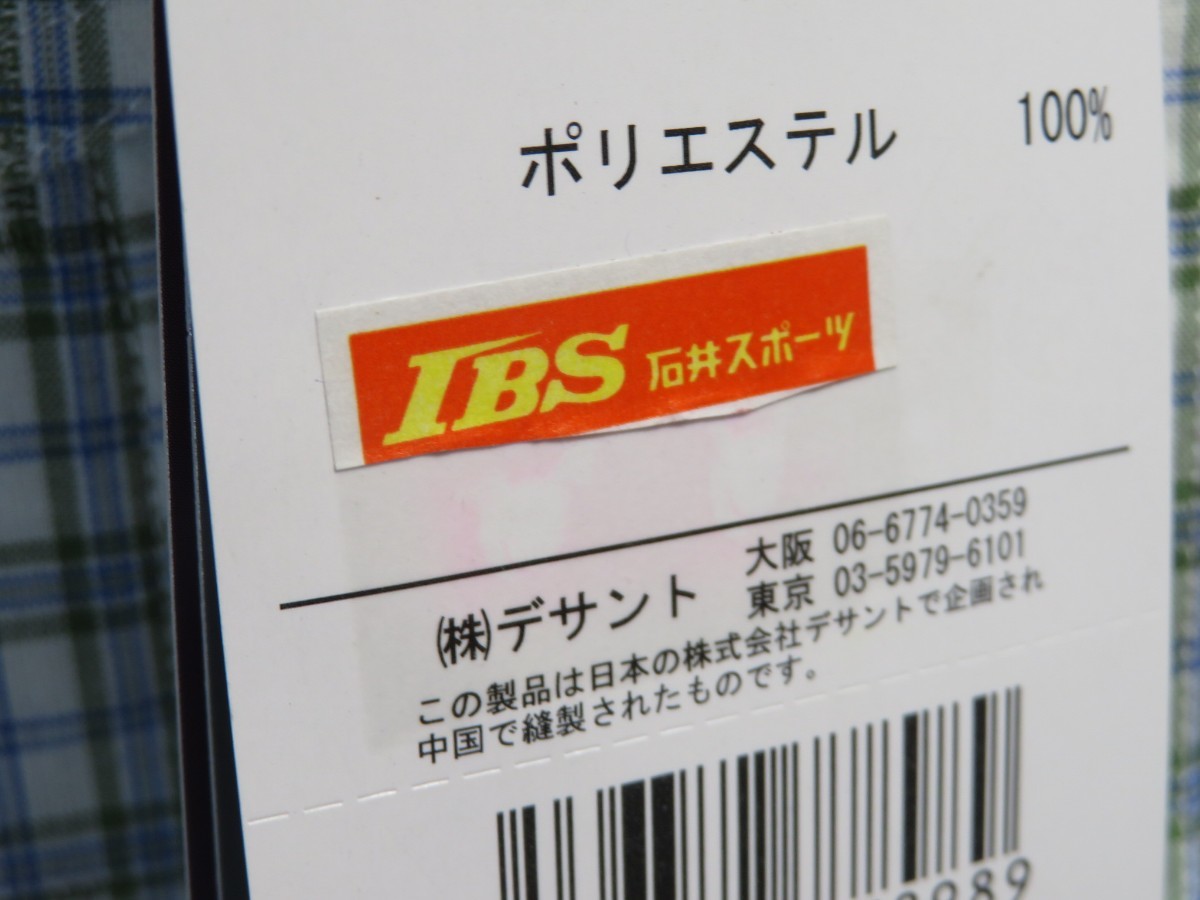 ポリエステル 100%
IBS 石井スポーツ
(株)デサント 大阪 06-6774-0359
東京 03-5979-6101
この製品は日本の株式会社デサントで企画され
中国で縫製されたものです。